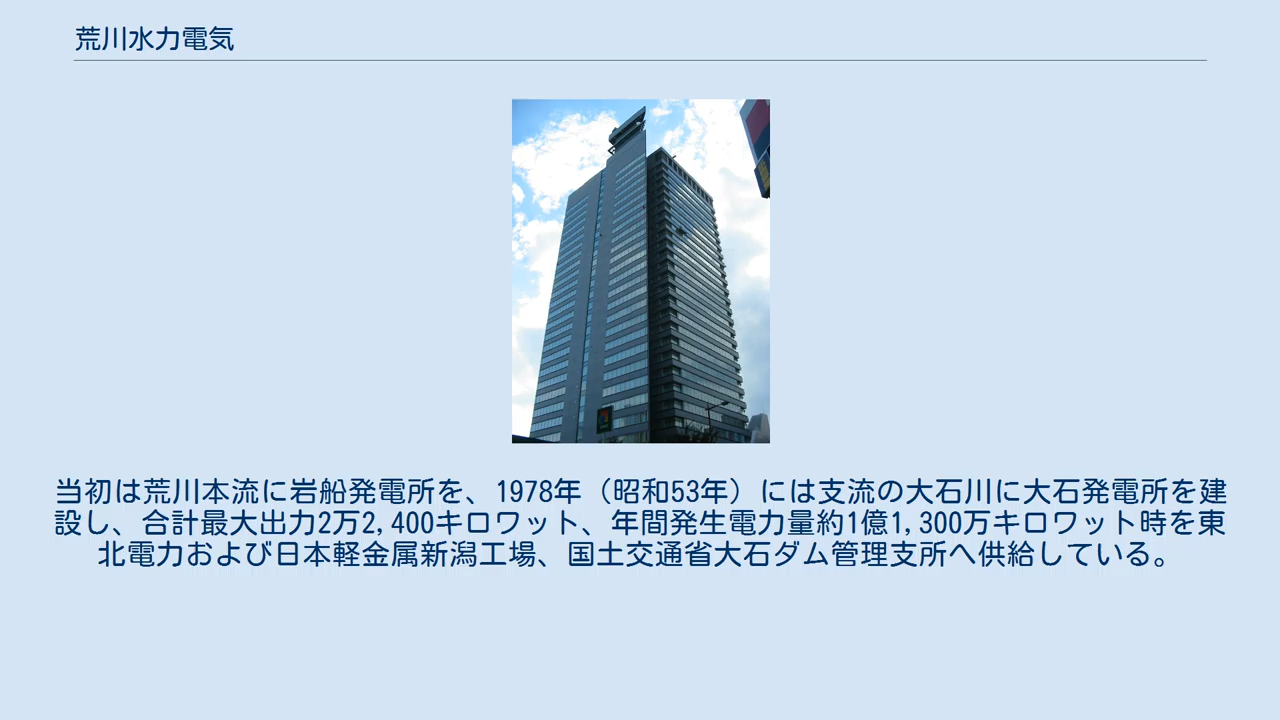 荒川水力電気
当初は荒川本流に岩船発電所を、1978年（昭和53年）には支流の大石川に大石発電所を建
設し、合計最大出力2万2,400キロワット、年間発生電力量約1億1,300万キロワット時を東
北電力および日本軽金属新潟工場、国土交通省大石ダム管理支所へ供給している。